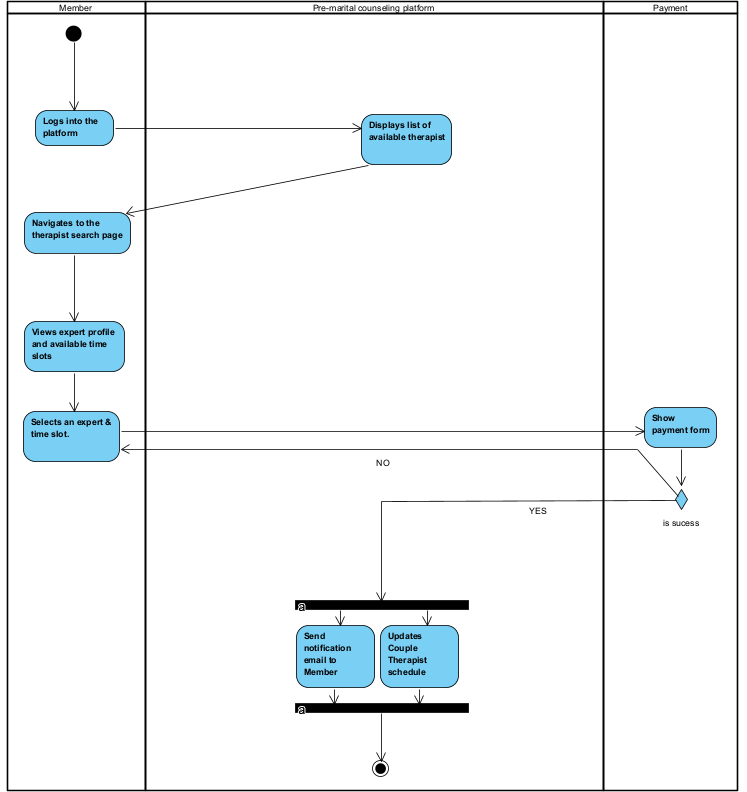 Member
Pre-marital counseling platform
Payment
Logs into the
platform
Displays list of
available therapist
Navigates to the
therapist search page
Views expert profile
and available time
slots
Selects an expert &
time slot.
Show
payment form
NO
YES
is sucess
a
Send
notification
email to
Member
Updates
Couple
Therapist
schedule
a